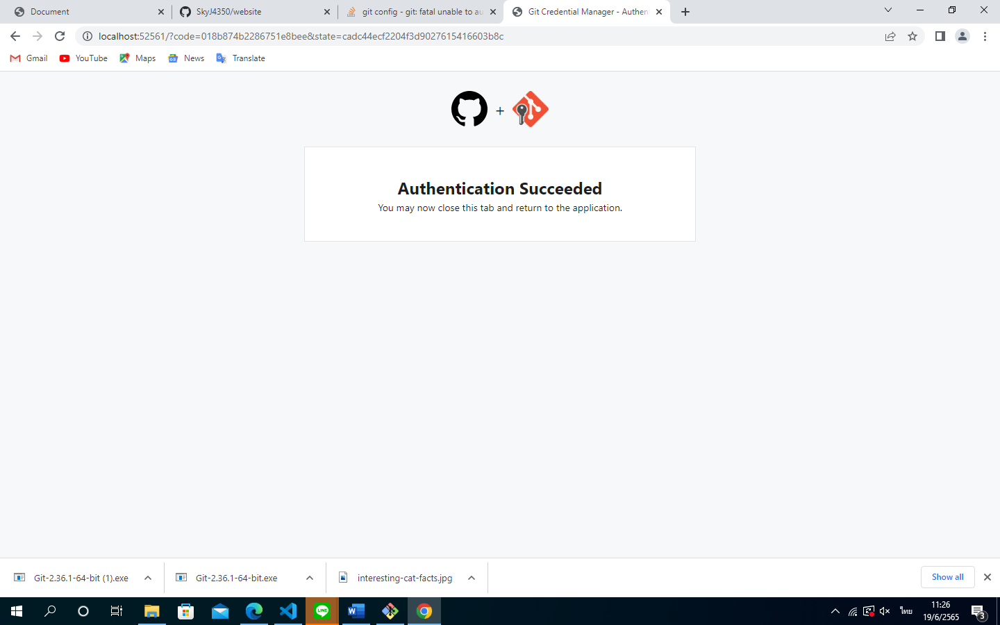 Document
SkyJ4350/website
git config - git: fatal unable to au
Git Credential Manager - Authen
localhost:52561/?code=018b874b2286751e8bee&state=cadc44ecf2204f3d9027615416603b8c
Gmail
YouTube
Maps
News
Translate
+
Authentication Succeeded
You may now close this tab and return to the application.
Git-2.36.1-64-bit (1).exe
Git-2.36.1-64-bit.exe
interesting-cat-facts.jpg
Show all
LINE
W
ไทย
11:26
19/6/2565
3